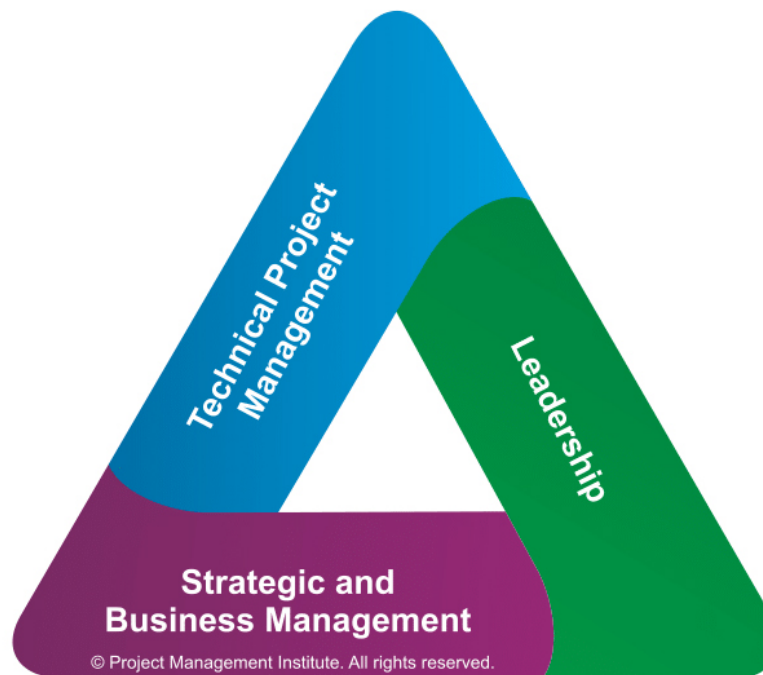 Technical Project
Management
Leadership
Strategic and
Business Management
© Project Management Institute. All rights reserved.